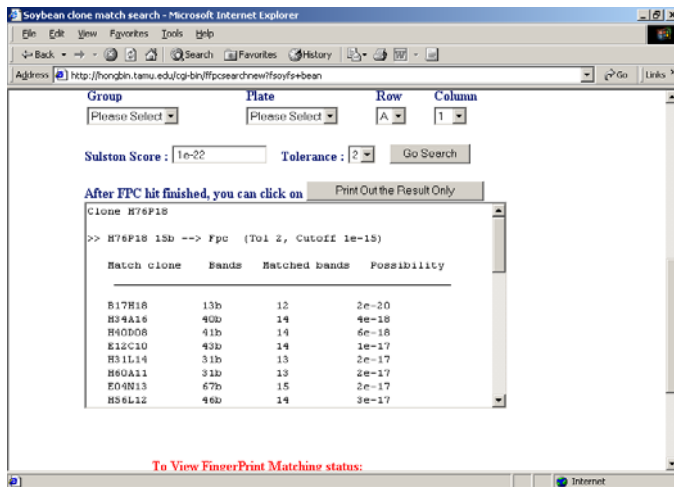 Soybean clone match search - Microsoft Internet Explorer
File Edit View Favorites Tools Help
Back Search Favorites History
Address http://hongbin.tamu.edu/cgi-bin/ffpcsearchnew?fsoyfs+bean Go Links
Group Plate Row Column
Please Select Please Select A 1
Sulston Score : 1e-22 Tolerance : 2 Go Search
After FPC hit finished, you can click on Print Out the Result Only
Clone H76P18
>> H76P18 15b --> Fpc (Tol 2, Cutoff 1e-15)
Match clone Bands Matched bands Possibility
B17H18 13b 12 2e-20
H34A16 40b 14 4e-18
H40D08 41b 14 6e-18
E12C10 43b 14 1e-17
H31L14 31b 13 2e-17
H60A11 31b 13 2e-17
E04N13 67b 15 2e-17
H56L12 46b 14 3e-17
To View FingerPrint Matching status:
Internet